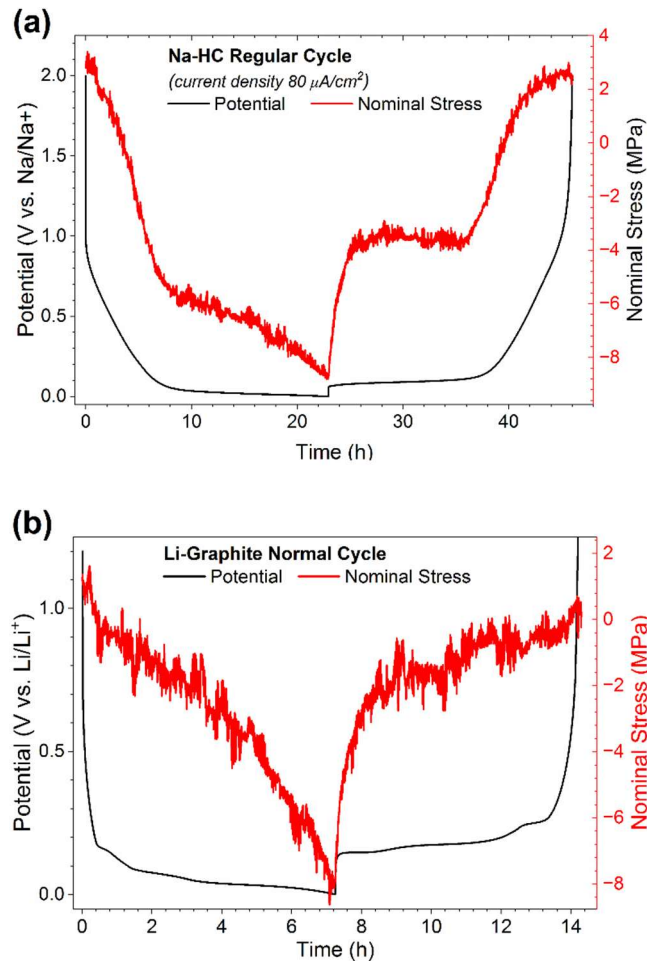 (a)
Na-HC Regular Cycle
(current density 80 μA/cm²)
Potential
Nominal Stress
Potential (V vs. Na/Na+)
2.0
1.5
1.0
0.5
0.0
Nominal Stress (MPa)
4
2
0
−2
−4
−6
−8
0
10
20
30
40
Time (h)
(b)
Li-Graphite Normal Cycle
Potential
Nominal Stress
Potential (V vs. Li/Li⁺)
1.0
0.5
0.0
Nominal Stress (MPa)
2
0
−2
−4
−6
−8
0
2
4
6
8
10
12
14
Time (h)